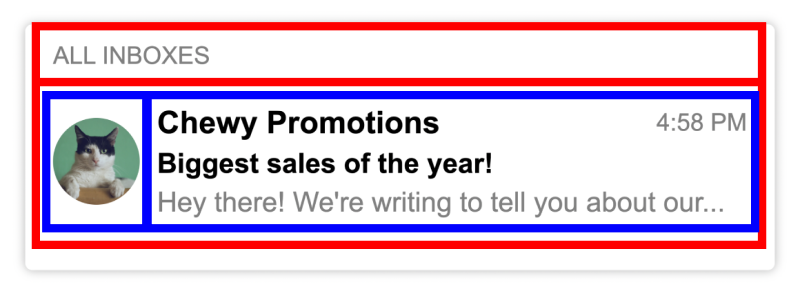 ALL INBOXES
Chewy Promotions 4:58 PM
Biggest sales of the year!
Hey there! We're writing to tell you about our...